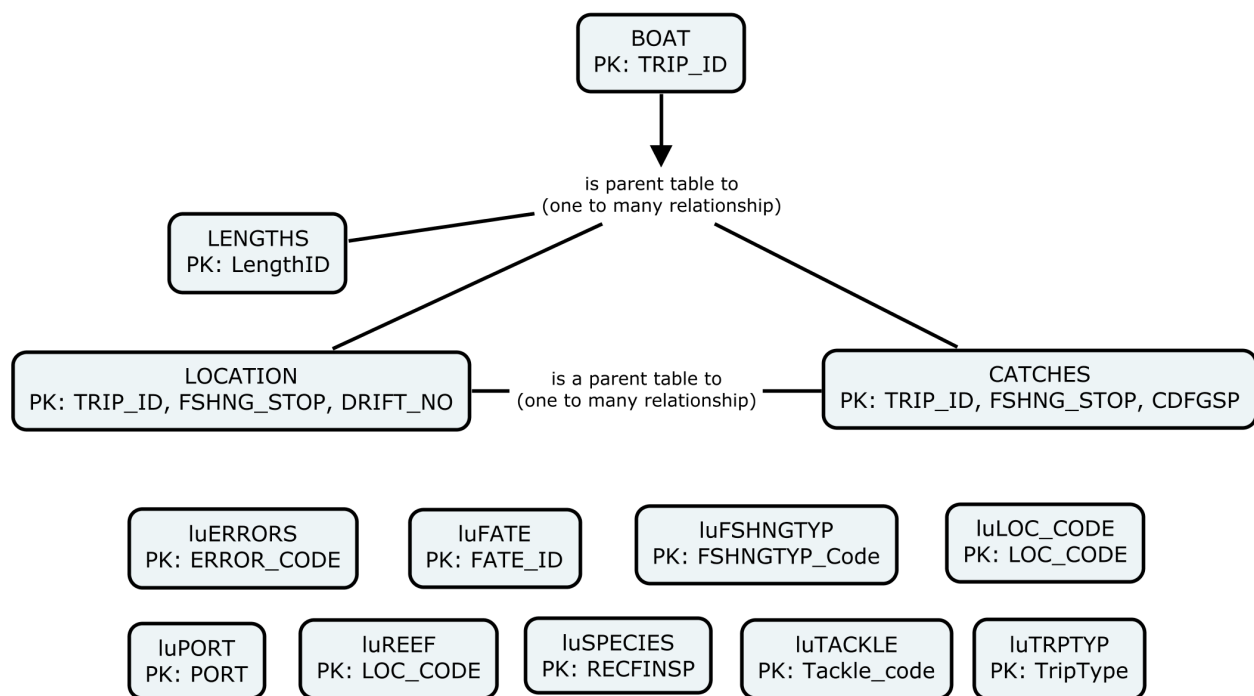 BOAT
PK: TRIP_ID
is parent table to
(one to many relationship)
LENGTHS
PK: LengthID
LOCATION
PK: TRIP_ID, FSHNG_STOP, DRIFT_NO
is a parent table to
(one to many relationship)
CATCHES
PK: TRIP_ID, FSHNG_STOP, CDFGSP
luERRORS
PK: ERROR_CODE
luFATE
PK: FATE_ID
luFSHNGTYP
PK: FSHNGTYP_Code
luLOC_CODE
PK: LOC_CODE
luPORT
PK: PORT
luREEF
PK: LOC_CODE
luSPECIES
PK: RECFINSP
luTACKLE
PK: Tackle_code
luTRPTYP
PK: TripType